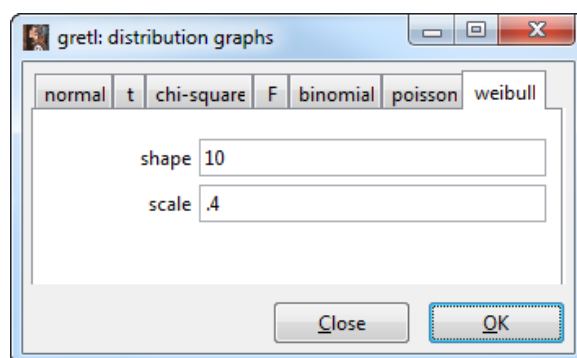 gretl: distribution graphs
normal t chi-square F binomial poisson weibull
shape 10
scale .4
Close OK